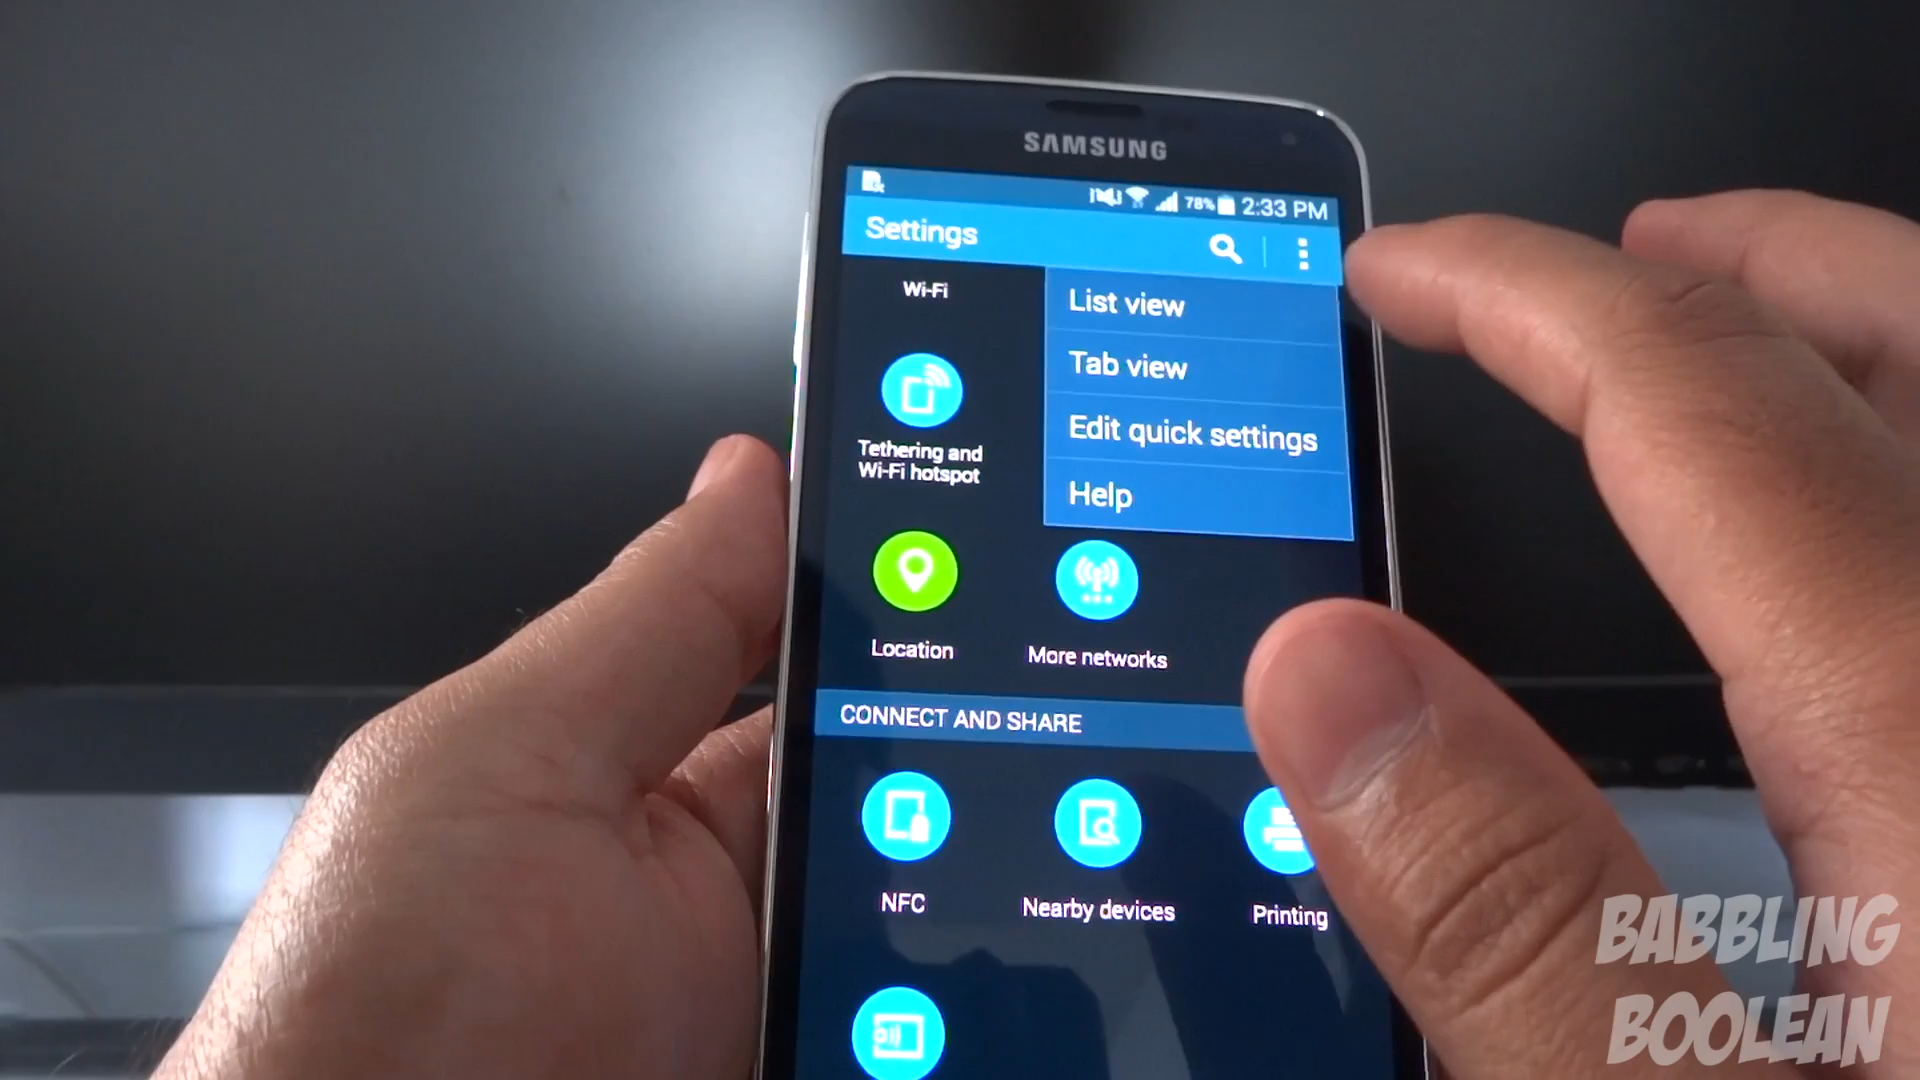 SAMSUNG
78% 2:33 PM
Settings
Wi-Fi
List view
Tab view
Edit quick settings
Help
Tethering and
Wi-Fi hotspot
Location
More networks
CONNECT AND SHARE
NFC
Nearby devices
Printing
BABBLING
BOOLEAN